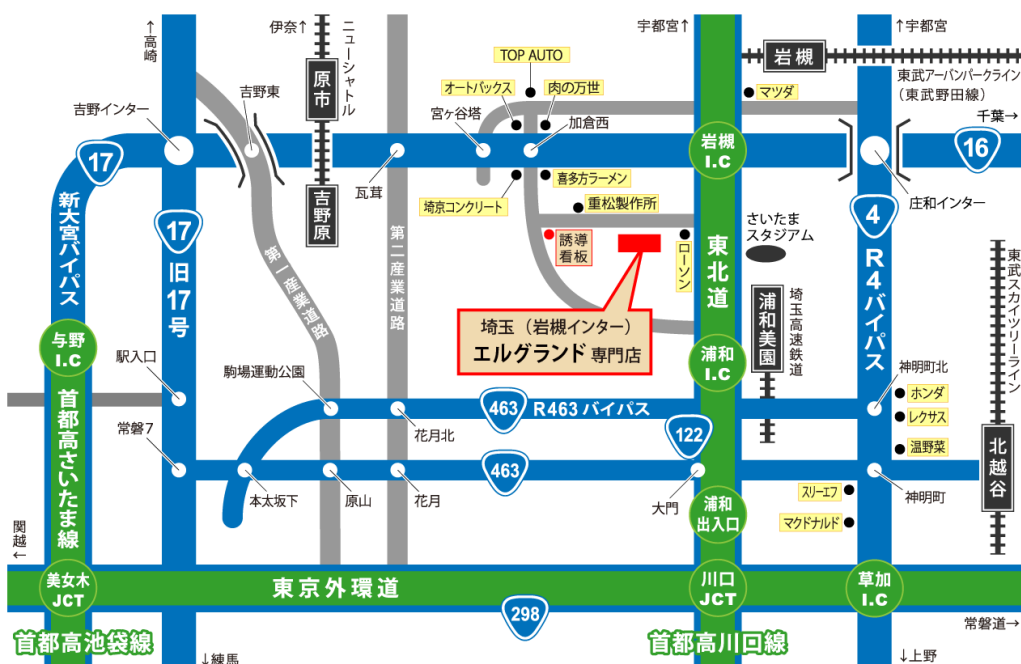 ←高崎
伊奈↑
ニューシャトル
宇都宮↑
↑宇都宮
TOP AUTO
岩槻
東武アーバンパークライン
(東武野田線)
原市
吉野東
オートバックス
肉の万世
マツダ
吉野インター
宮ヶ谷塔
加倉西
千葉→
17
岩槻
I.C
16
瓦葺
喜多方ラーメン
埼京コンクリート
重松製作所
庄和インター
吉野原
新大宮バイパス
17
旧17号
第一産業道路
第二産業道路
誘導
看板
ローソン
東北道
さいたま
スタジアム
4
R4バイパス
東武スカイツリーライン
埼玉(岩槻インター)
エルグランド専門店
浦和美園
埼玉高速鉄道
与野
I.C
浦和
I.C
駅入口
駒場運動公園
神明町北
ホンダ
463
R463バイパス
レクサス
首都高さいたま線
常磐7
花月北
122
温野菜
北越谷
463
本太坂下
原山
花月
大門
神明町
スリーエフ
浦和
出入口
マクドナルド
関越←
美女木
JCT
東京外環道
川口
JCT
草加
I.C
298
常磐道→
首都高池袋線
首都高川口線
↓練馬
↓上野